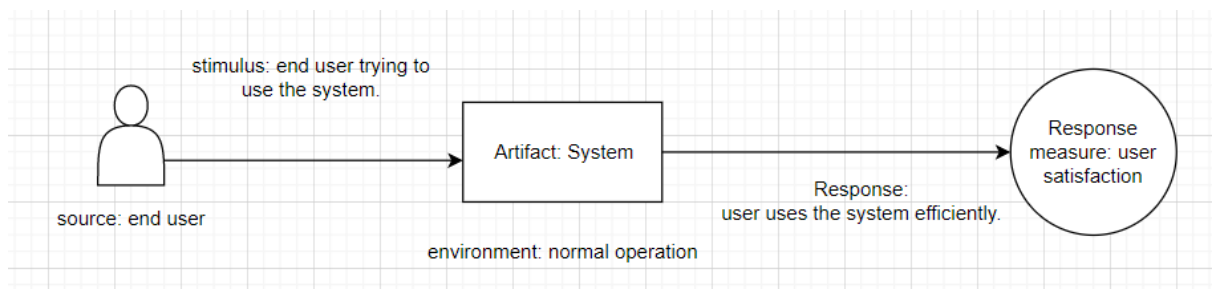 stimulus: end user trying to
use the system.
source: end user
Artifact: System
environment: normal operation
Response:
user uses the system efficiently.
Response
measure: user
satisfaction